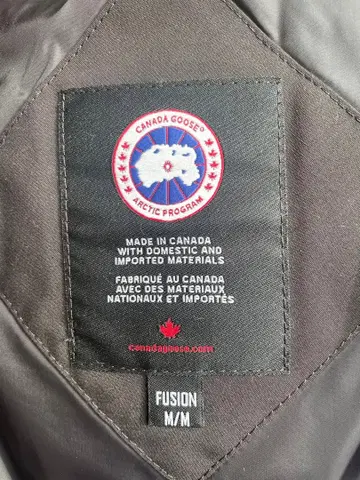 CANADA GOOSE®
ARCTIC PROGRAM
MADE IN CANADA
WITH DOMESTIC AND
IMPORTED MATERIALS
FABRIQUÉ AU CANADA
AVEC DES MATERIAUX
NATIONAUX ET IMPORTÉS
canadagoose.com
FUSION
M/M